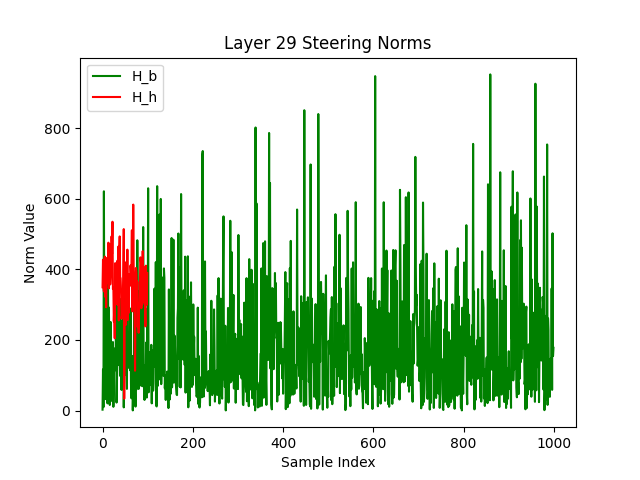 Layer 29 Steering Norms
H_b
H_h
Norm Value
800
600
400
200
0
0 200 400 600 800 1000
Sample Index